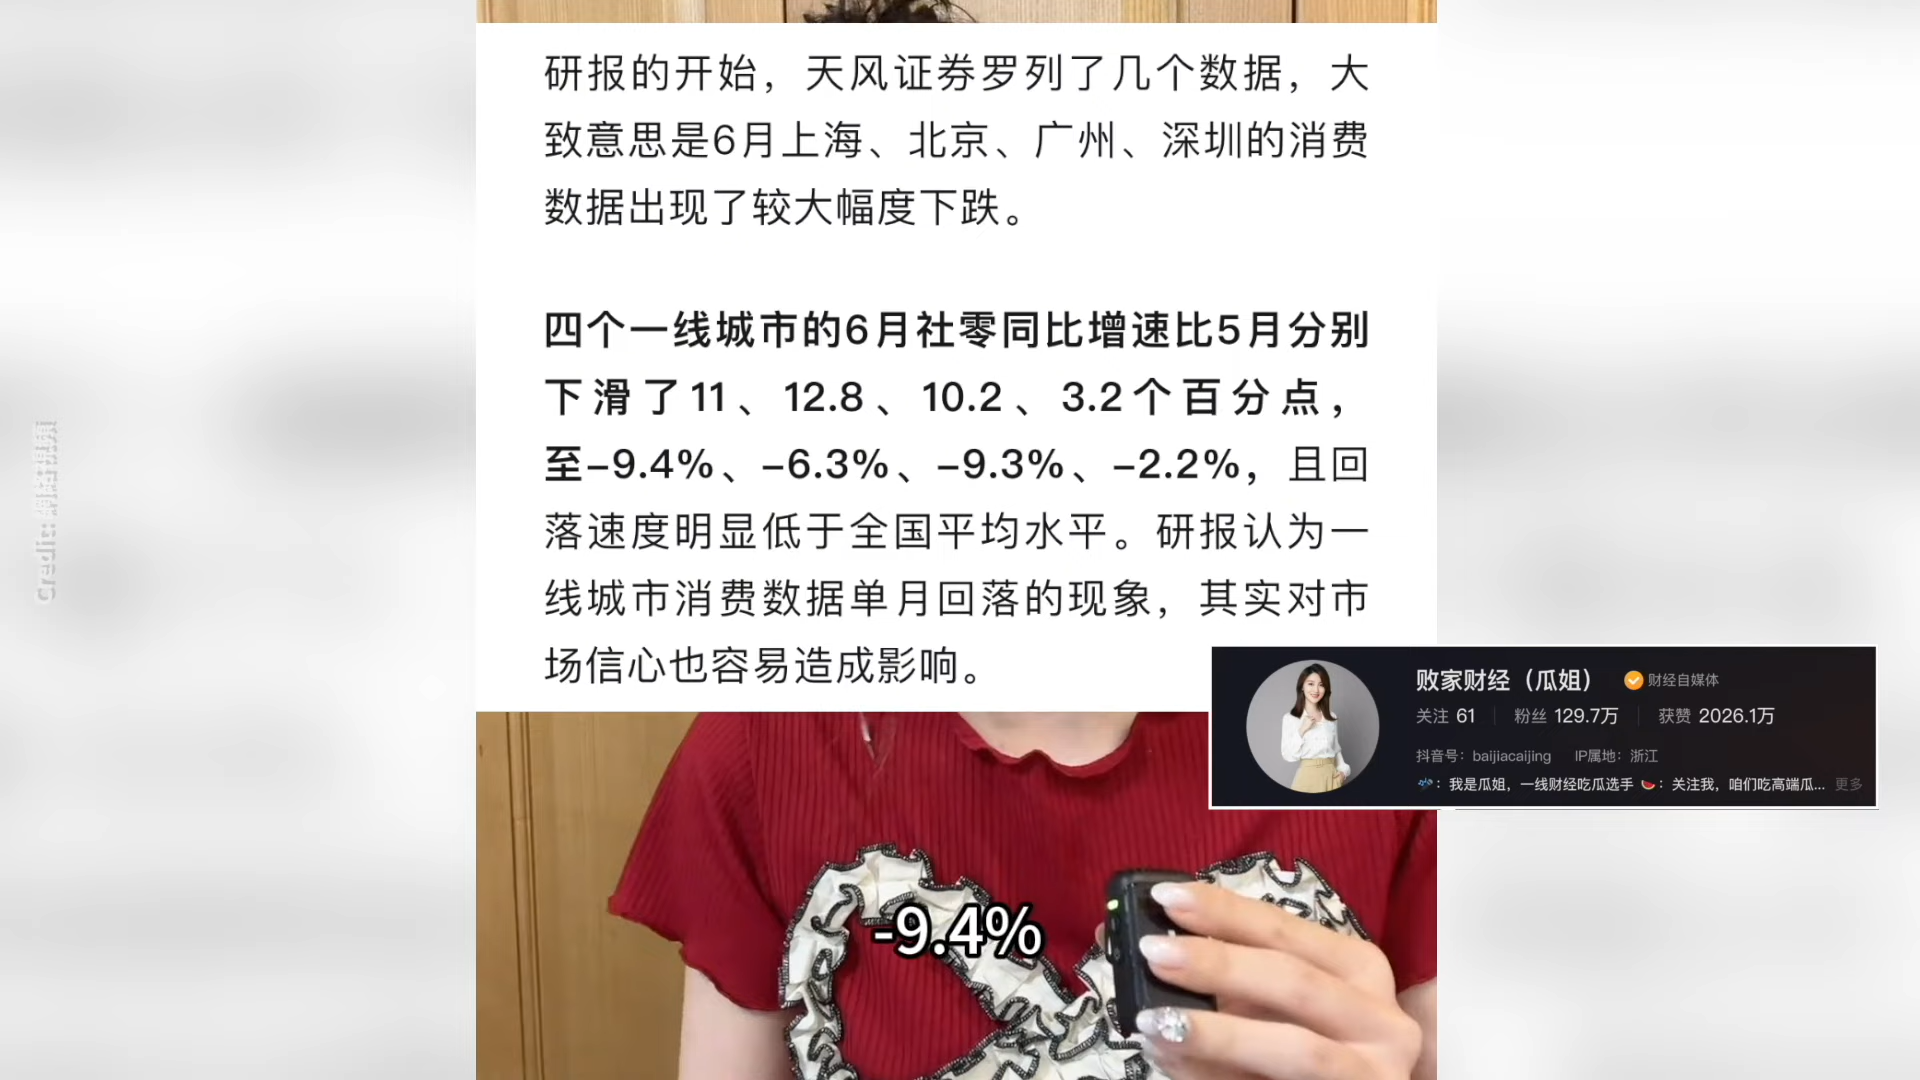 研报的开始，天风证券罗列了几个数据，大
致意思是6月上海、北京、广州、深圳的消费
数据出现了较大幅度下跌。
四个一线城市的6月社零同比增速比5月分别
下滑了11、12.8、10.2、3.2个百分点，
至-9.4%、-6.3%、-9.3%、-2.2%，且回
落速度明显低于全国平均水平。研报认为一
线城市消费数据单月回落的现象，其实对市
场信心也容易造成影响。
败家财经（瓜姐） 财经自媒体
关注 61 粉丝 129.7万 获赞 2026.1万
抖音号：baijiacaijing IP属地：浙江
：我是瓜姐，一线财经吃瓜选手 ：关注我，咱们吃高端瓜... 更多
-9.4%
credit: 網路視頻